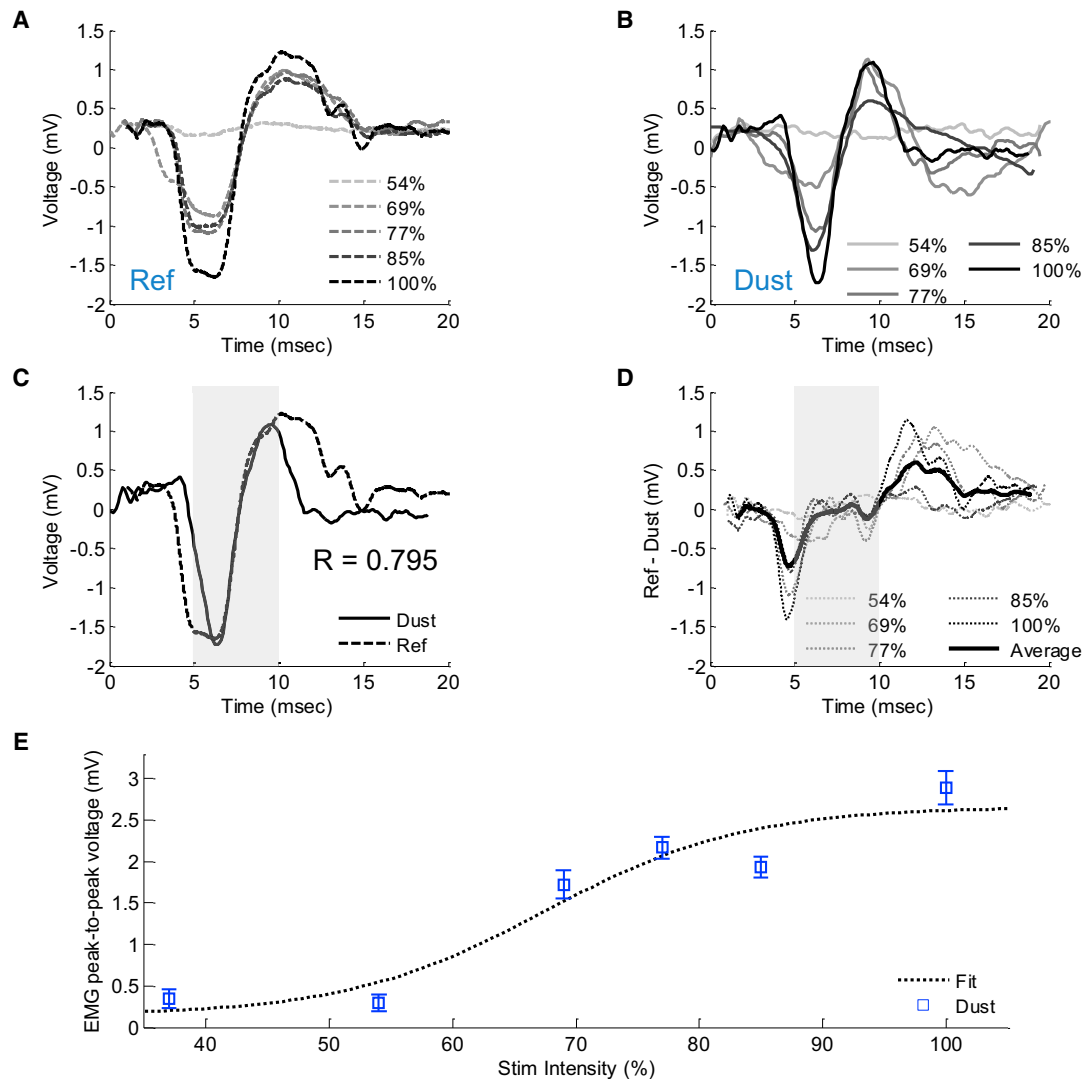 A
1.5
1
0.5
0
-0.5
-1
-1.5
-2
Voltage (mV)
0 5 10 15 20
Time (msec)
Ref
54%
69%
77%
85%
100%
B
1.5
1
0.5
0
-0.5
-1
-1.5
-2
Voltage (mV)
0 5 10 15 20
Time (msec)
Dust
54%
69%
77%
85%
100%
C
1.5
1
0.5
0
-0.5
-1
-1.5
-2
Voltage (mV)
0 5 10 15 20
Time (msec)
R = 0.795
Dust
Ref
D
1.5
1
0.5
0
-0.5
-1
-1.5
-2
Ref - Dust (mV)
0 5 10 15 20
Time (msec)
54%
69%
77%
85%
100%
Average
E
3
2.5
2
1.5
1
0.5
0
EMG peak-to-peak voltage (mV)
40 50 60 70 80 90 100
Stim Intensity (%)
Fit
Dust